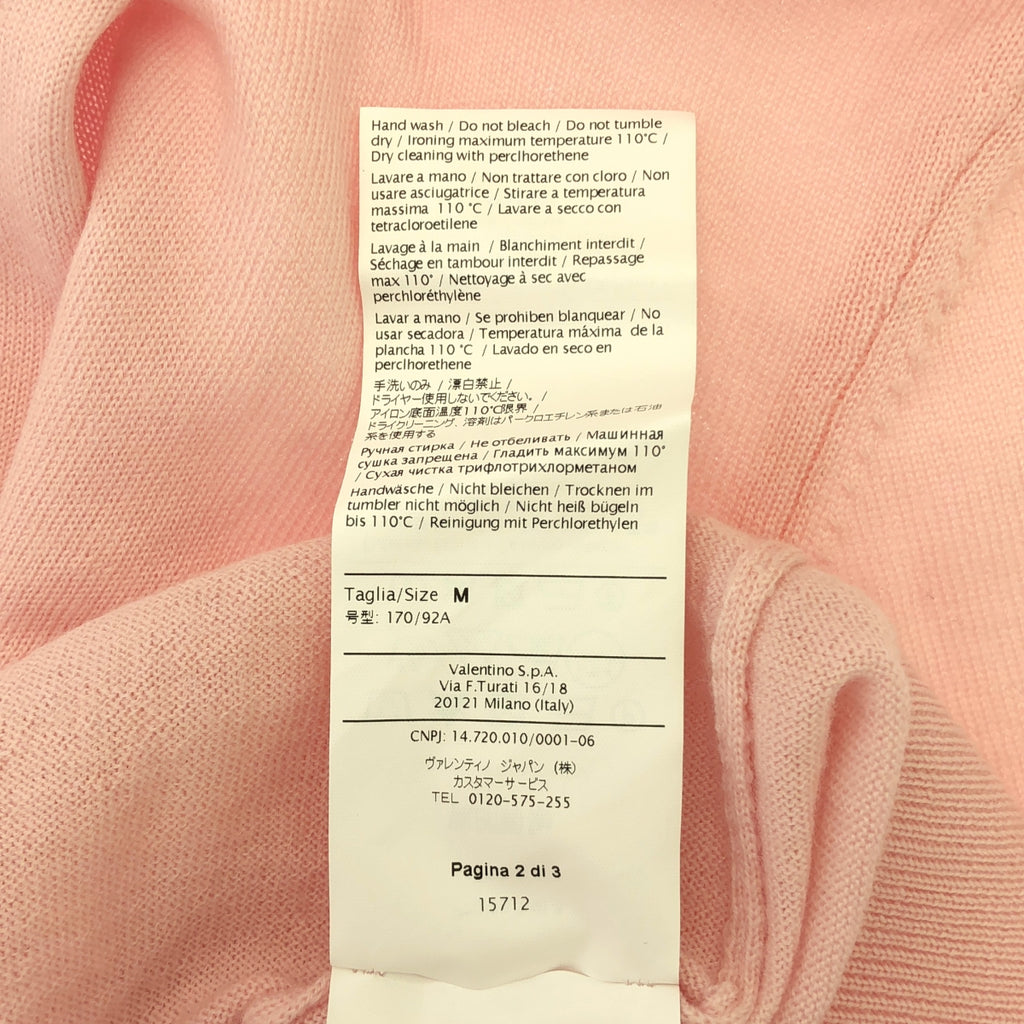 Hand wash / Do not bleach / Do not tumble
dry / Ironing maximum temperature 110°C /
Dry cleaning with perclhorethene
Lavare a mano / Non trattare con cloro / Non
usare asciugatrice / Stirare a temperatura
massima 110 °C / Lavare a secco con
tetracloroetilene
Lavage à la main / Blanchiment interdit /
Séchage en tambour interdit / Repassage
max 110° / Nettoyage à sec avec
perchloréthylène
Lavar a mano / Se prohiben blanquear / No
usar secadora / Temperatura máxima de la
plancha 110 °C / Lavado en seco en
perclhorethene
手洗いのみ / 漂白禁止 /
ドライヤー使用しないでください。 /
アイロン底面温度110°C限界 /
ドライクリーニング、溶剤はパークロエチレン系または石油
系を使用する
Ручная стирка / Не отбеливать / Машинная
сушка запрещена / Гладить максимум 110°
/ Сухая чистка трифлотрихлорметаном
Handwäsche / Nicht bleichen / Trocknen im
tumbler nicht möglich / Nicht heiß bügeln
bis 110°C / Reinigung mit Perchlorethylen
Taglia/Size M
号型: 170/92A
Valentino S.p.A.
Via F.Turati 16/18
20121 Milano (Italy)
CNPJ: 14.720.010/0001-06
ヴァレンティノ ジャパン (株)
カスタマーサービス
TEL 0120-575-255
Pagina 2 di 3
15712